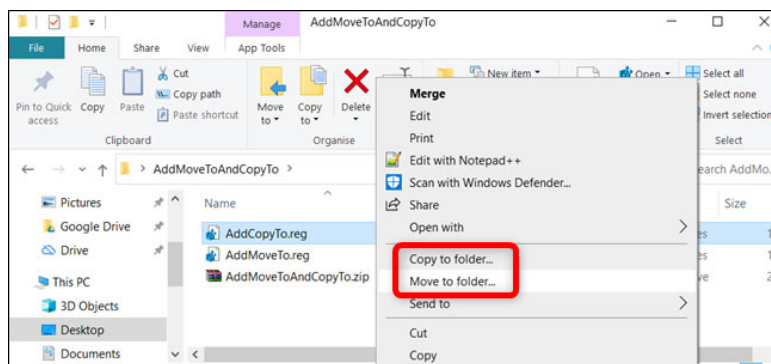 Manage
AddMoveToAndCopyTo
File
Home
Share
View
App Tools
Pin to Quick access
Copy
Paste
Cut
Copy path
Paste shortcut
Clipboard
Move to
Copy to
Delete
Organise
New item
Open
Select all
Select none
Invert selection
Select
AddMoveToAndCopyTo
earch AddMo...
Pictures
Google Drive
Drive
This PC
3D Objects
Desktop
Documents
Name
Size
AddCopyTo.reg
AddMoveTo.reg
AddMoveToAndCopyTo.zip
Merge
Edit
Print
Edit with Notepad++
Scan with Windows Defender...
Share
Open with
Copy to folder...
Move to folder...
Send to
Cut
Copy